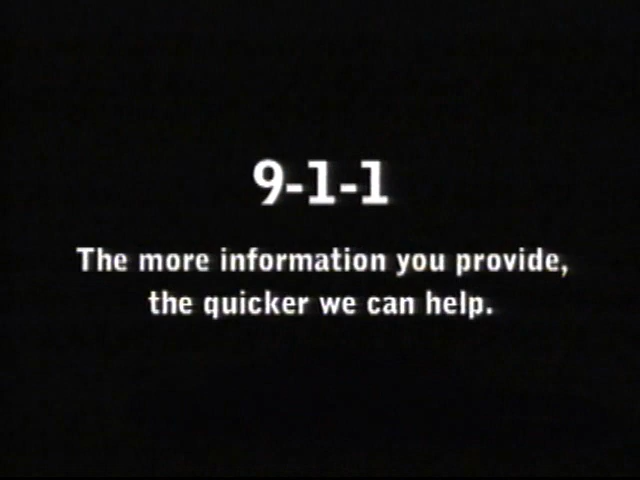 9-1-1
The more information you provide,
the quicker we can help.